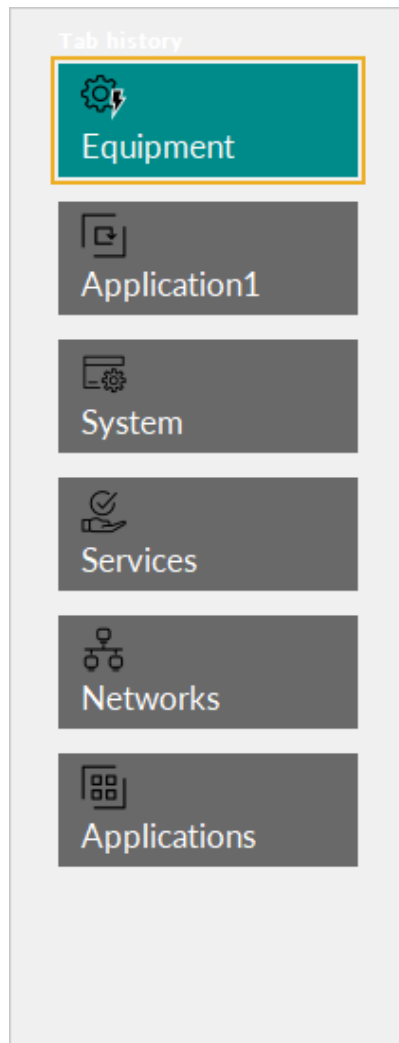 Tab history
Equipment
Application1
System
Services
Networks
Applications